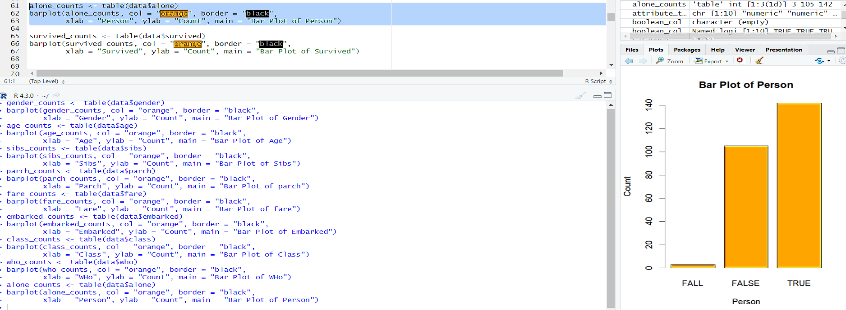 61 alone_counts <- table(data$alone)
62 barplot(alone_counts, col = "orange", border = "black",
63 xlab = "Person", ylab = "Count", main = "Bar Plot of Person")
64
65 survived_counts <- table(data$survived)
66 barplot(survived_counts, col = "orange", border = "black",
67 xlab = "Survived", ylab = "Count", main = "Bar Plot of Survived")
68
69
70
61:1 (Top Level) R Script
R 4.3.0 · ~/
> gender_counts <- table(data$gender)
> barplot(gender_counts, col = "orange", border = "black",
xlab = "Gender", ylab = "Count", main = "Bar Plot of Gender")
> age_counts <- table(data$age)
> barplot(age_counts, col = "orange", border = "black",
xlab = "Age", ylab = "Count", main = "Bar Plot of Age")
> sibs_counts <- table(data$sibs)
> barplot(sibs_counts, col = "orange", border = "black",
xlab = "Sibs", ylab = "Count", main = "Bar Plot of Sibs")
> parch_counts <- table(data$parch)
> barplot(parch_counts, col = "orange", border = "black",
xlab = "Parch", ylab = "Count", main = "Bar Plot of parch")
> fare_counts <- table(data$fare)
> barplot(fare_counts, col = "orange", border = "black",
xlab = "Fare", ylab = "Count", main = "Bar Plot of fare")
> embarked_counts <- table(data$embarked)
> barplot(embarked_counts, col = "orange", border = "black",
xlab = "Embarked", ylab = "Count", main = "Bar Plot of Embarked")
> class_counts <- table(data$class)
> barplot(class_counts, col = "orange", border = "black",
xlab = "Class", ylab = "Count", main = "Bar Plot of Class")
> who_counts <- table(data$who)
> barplot(who_counts, col = "orange", border = "black",
xlab = "WHo", ylab = "Count", main = "Bar Plot of WHo")
> alone_counts <- table(data$alone)
> barplot(alone_counts, col = "orange", border = "black",
xlab = "Person", ylab = "Count", main = "Bar Plot of Person")
>
alone_counts 'table' int [1:3(1d)] 3 105 142
attribute_t… chr [1:10] "numeric" "numeric" …
boolean_col character (empty)
boolean_col Named logi [1:10] TRUE TRUE TRUE
Files Plots Packages Help Viewer Presentation
Zoom Export
Bar Plot of Person
Count
0 20 40 60 80 100 120 140
FALL FALSE TRUE
Person